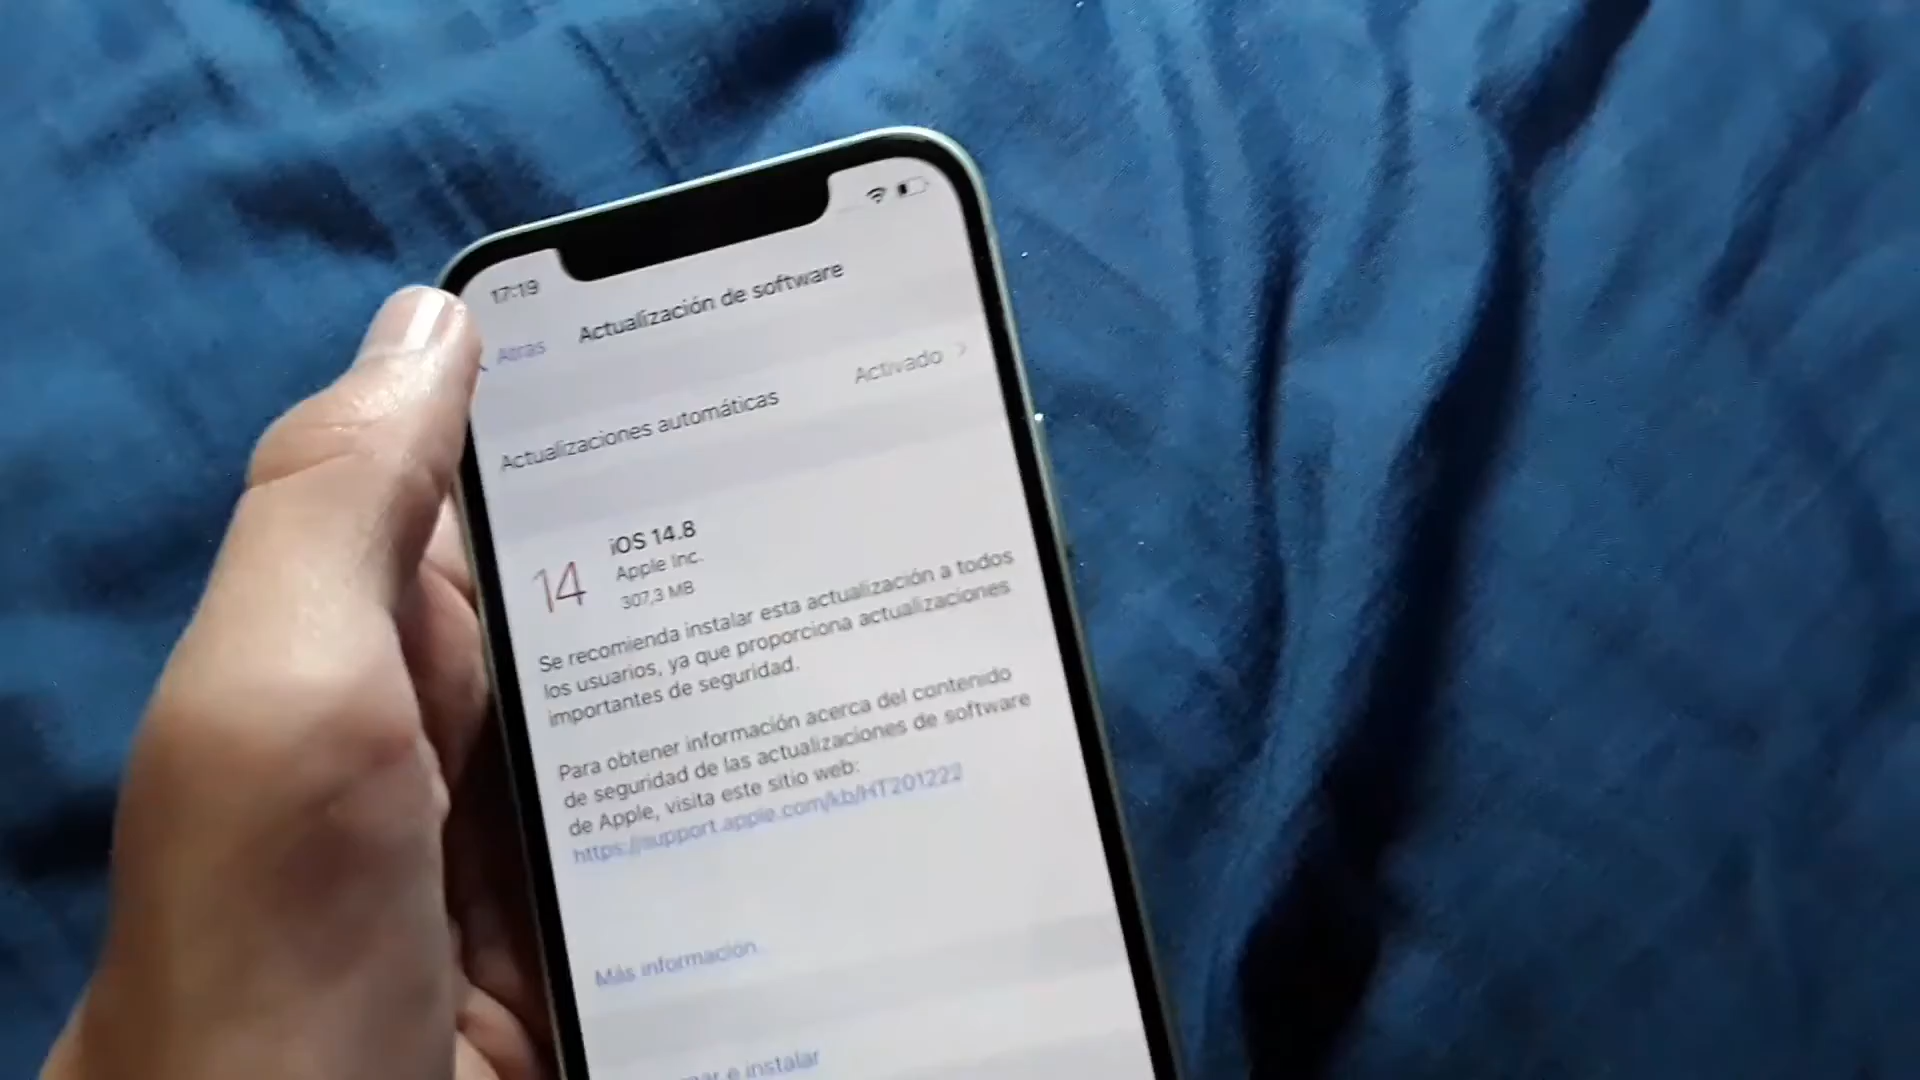 17:19
Atrás
Actualización de software
Actualizaciones automáticas
Activado
14
iOS 14.8
Apple Inc.
307,3 MB
Se recomienda instalar esta actualización a todos
los usuarios, ya que proporciona actualizaciones
importantes de seguridad.
Para obtener información acerca del contenido
de seguridad de las actualizaciones de software
de Apple, visita este sitio web:
https://support.apple.com/kb/HT201222
Más información
e instalar